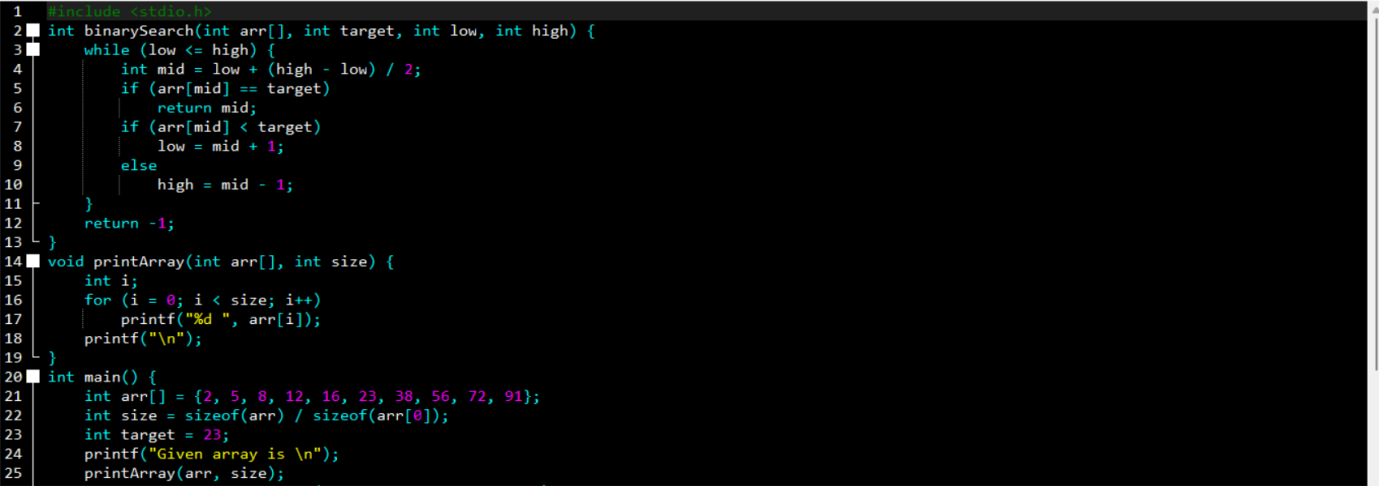 1 #include <stdio.h>
2 int binarySearch(int arr[], int target, int low, int high) {
3     while (low <= high) {
4         int mid = low + (high - low) / 2;
5         if (arr[mid] == target)
6             return mid;
7         if (arr[mid] < target)
8             low = mid + 1;
9         else
10             high = mid - 1;
11     }
12     return -1;
13 }
14 void printArray(int arr[], int size) {
15     int i;
16     for (i = 0; i < size; i++)
17         printf("%d ", arr[i]);
18     printf("\n");
19 }
20 int main() {
21     int arr[] = {2, 5, 8, 12, 16, 23, 38, 56, 72, 91};
22     int size = sizeof(arr) / sizeof(arr[0]);
23     int target = 23;
24     printf("Given array is \n");
25     printArray(arr, size);